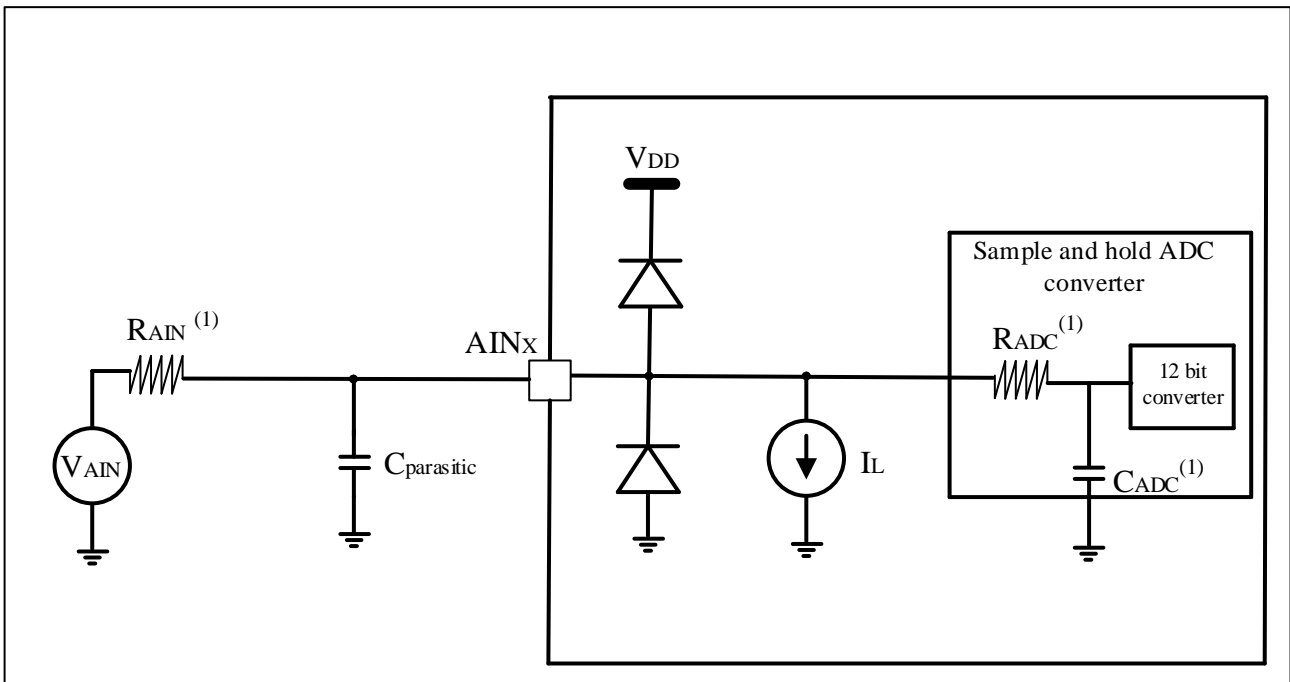 VDD
Sample and hold ADC
converter
RAIN (1)
AINX
RADC(1)
12 bit
converter
VAIN
Cparasitic
IL
CADC(1)